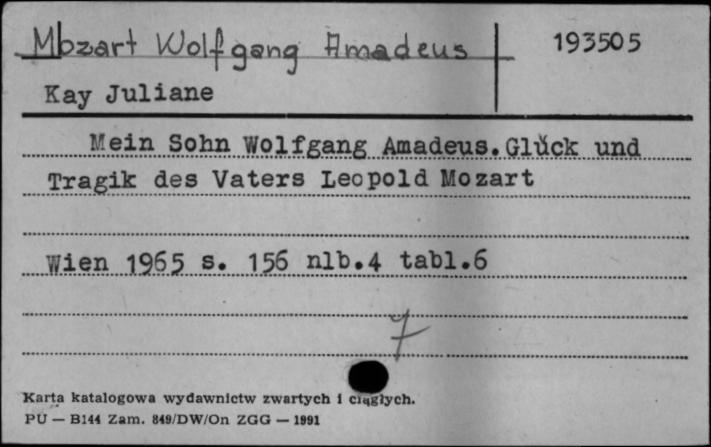 Mozart Wolfgang Amadeus 193505
Kay Juliane
Mein Sohn Wolfgang Amadeus. Glück und
Tragik des Vaters Leopold Mozart
Wien 1965 s. 156 nlb.4 tabl.6
7
Karta katalogowa wydawnictw zwartych i ciągłych.
PU — B144 Zam. 849/DW/On ZGG — 1991